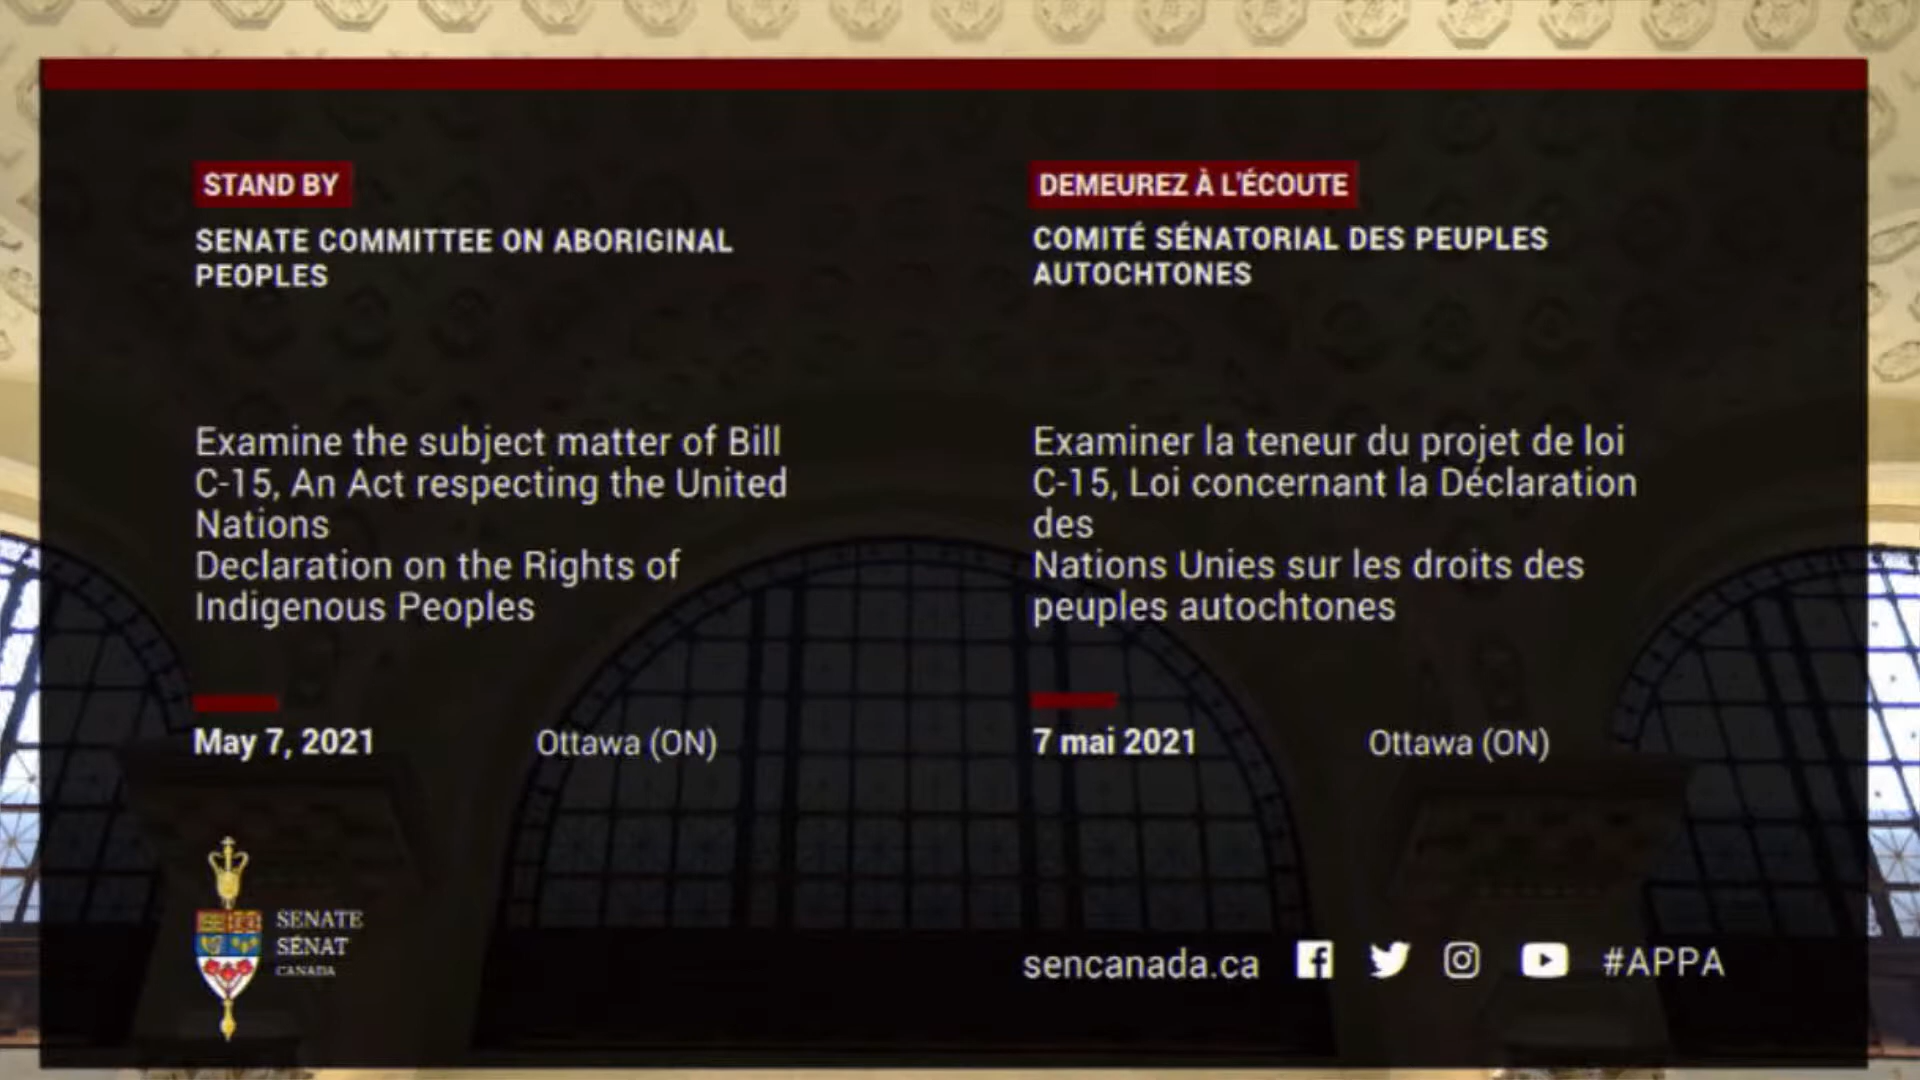 STAND BY
SENATE COMMITTEE ON ABORIGINAL
PEOPLES
Examine the subject matter of Bill
C-15, An Act respecting the United
Nations
Declaration on the Rights of
Indigenous Peoples
May 7, 2021
Ottawa (ON)
DEMEUREZ À L'ÉCOUTE
COMITÉ SÉNATORIAL DES PEUPLES
AUTOCHTONES
Examiner la teneur du projet de loi
C-15, Loi concernant la Déclaration
des
Nations Unies sur les droits des
peuples autochtones
7 mai 2021
Ottawa (ON)
SENATE
SÉNAT
CANADA
sencanada.ca
#APPA